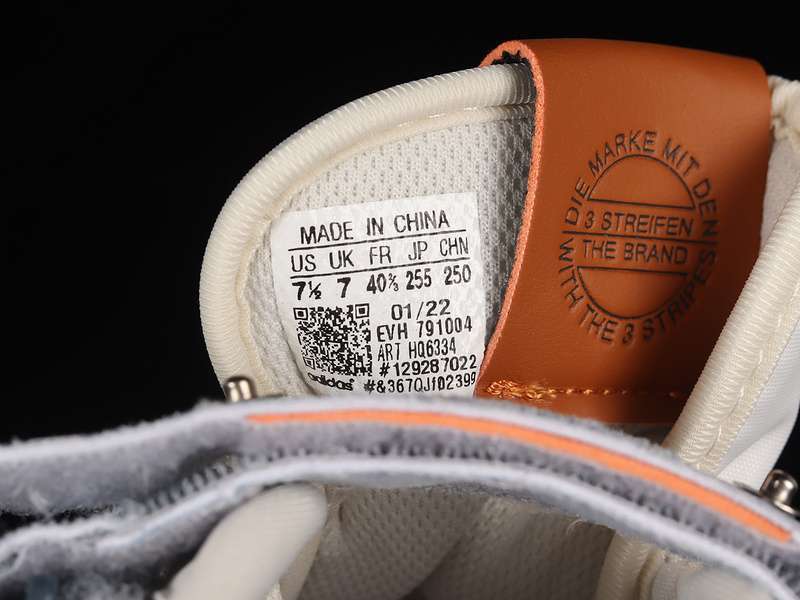 MADE IN CHINA
US UK FR JP CHN
7½ 7 40⅔ 255 250
01/22
EVH 791004
ART HQ6334
#129287022
adidas #&367QJf02399
DIE MARKE MIT DEN
3 STREIFEN
THE BRAND
WITH THE 3 STRIPES